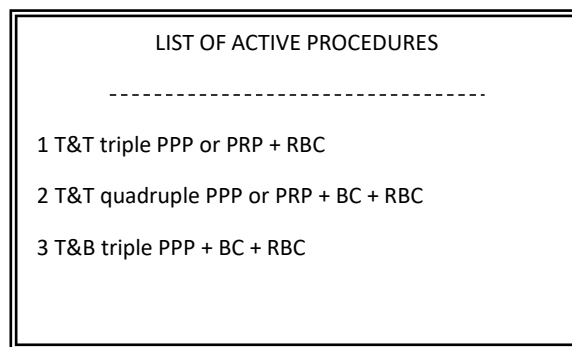 LIST OF ACTIVE PROCEDURES
----------------------------------
1 T&T triple PPP or PRP + RBC
2 T&T quadruple PPP or PRP + BC + RBC
3 T&B triple PPP + BC + RBC